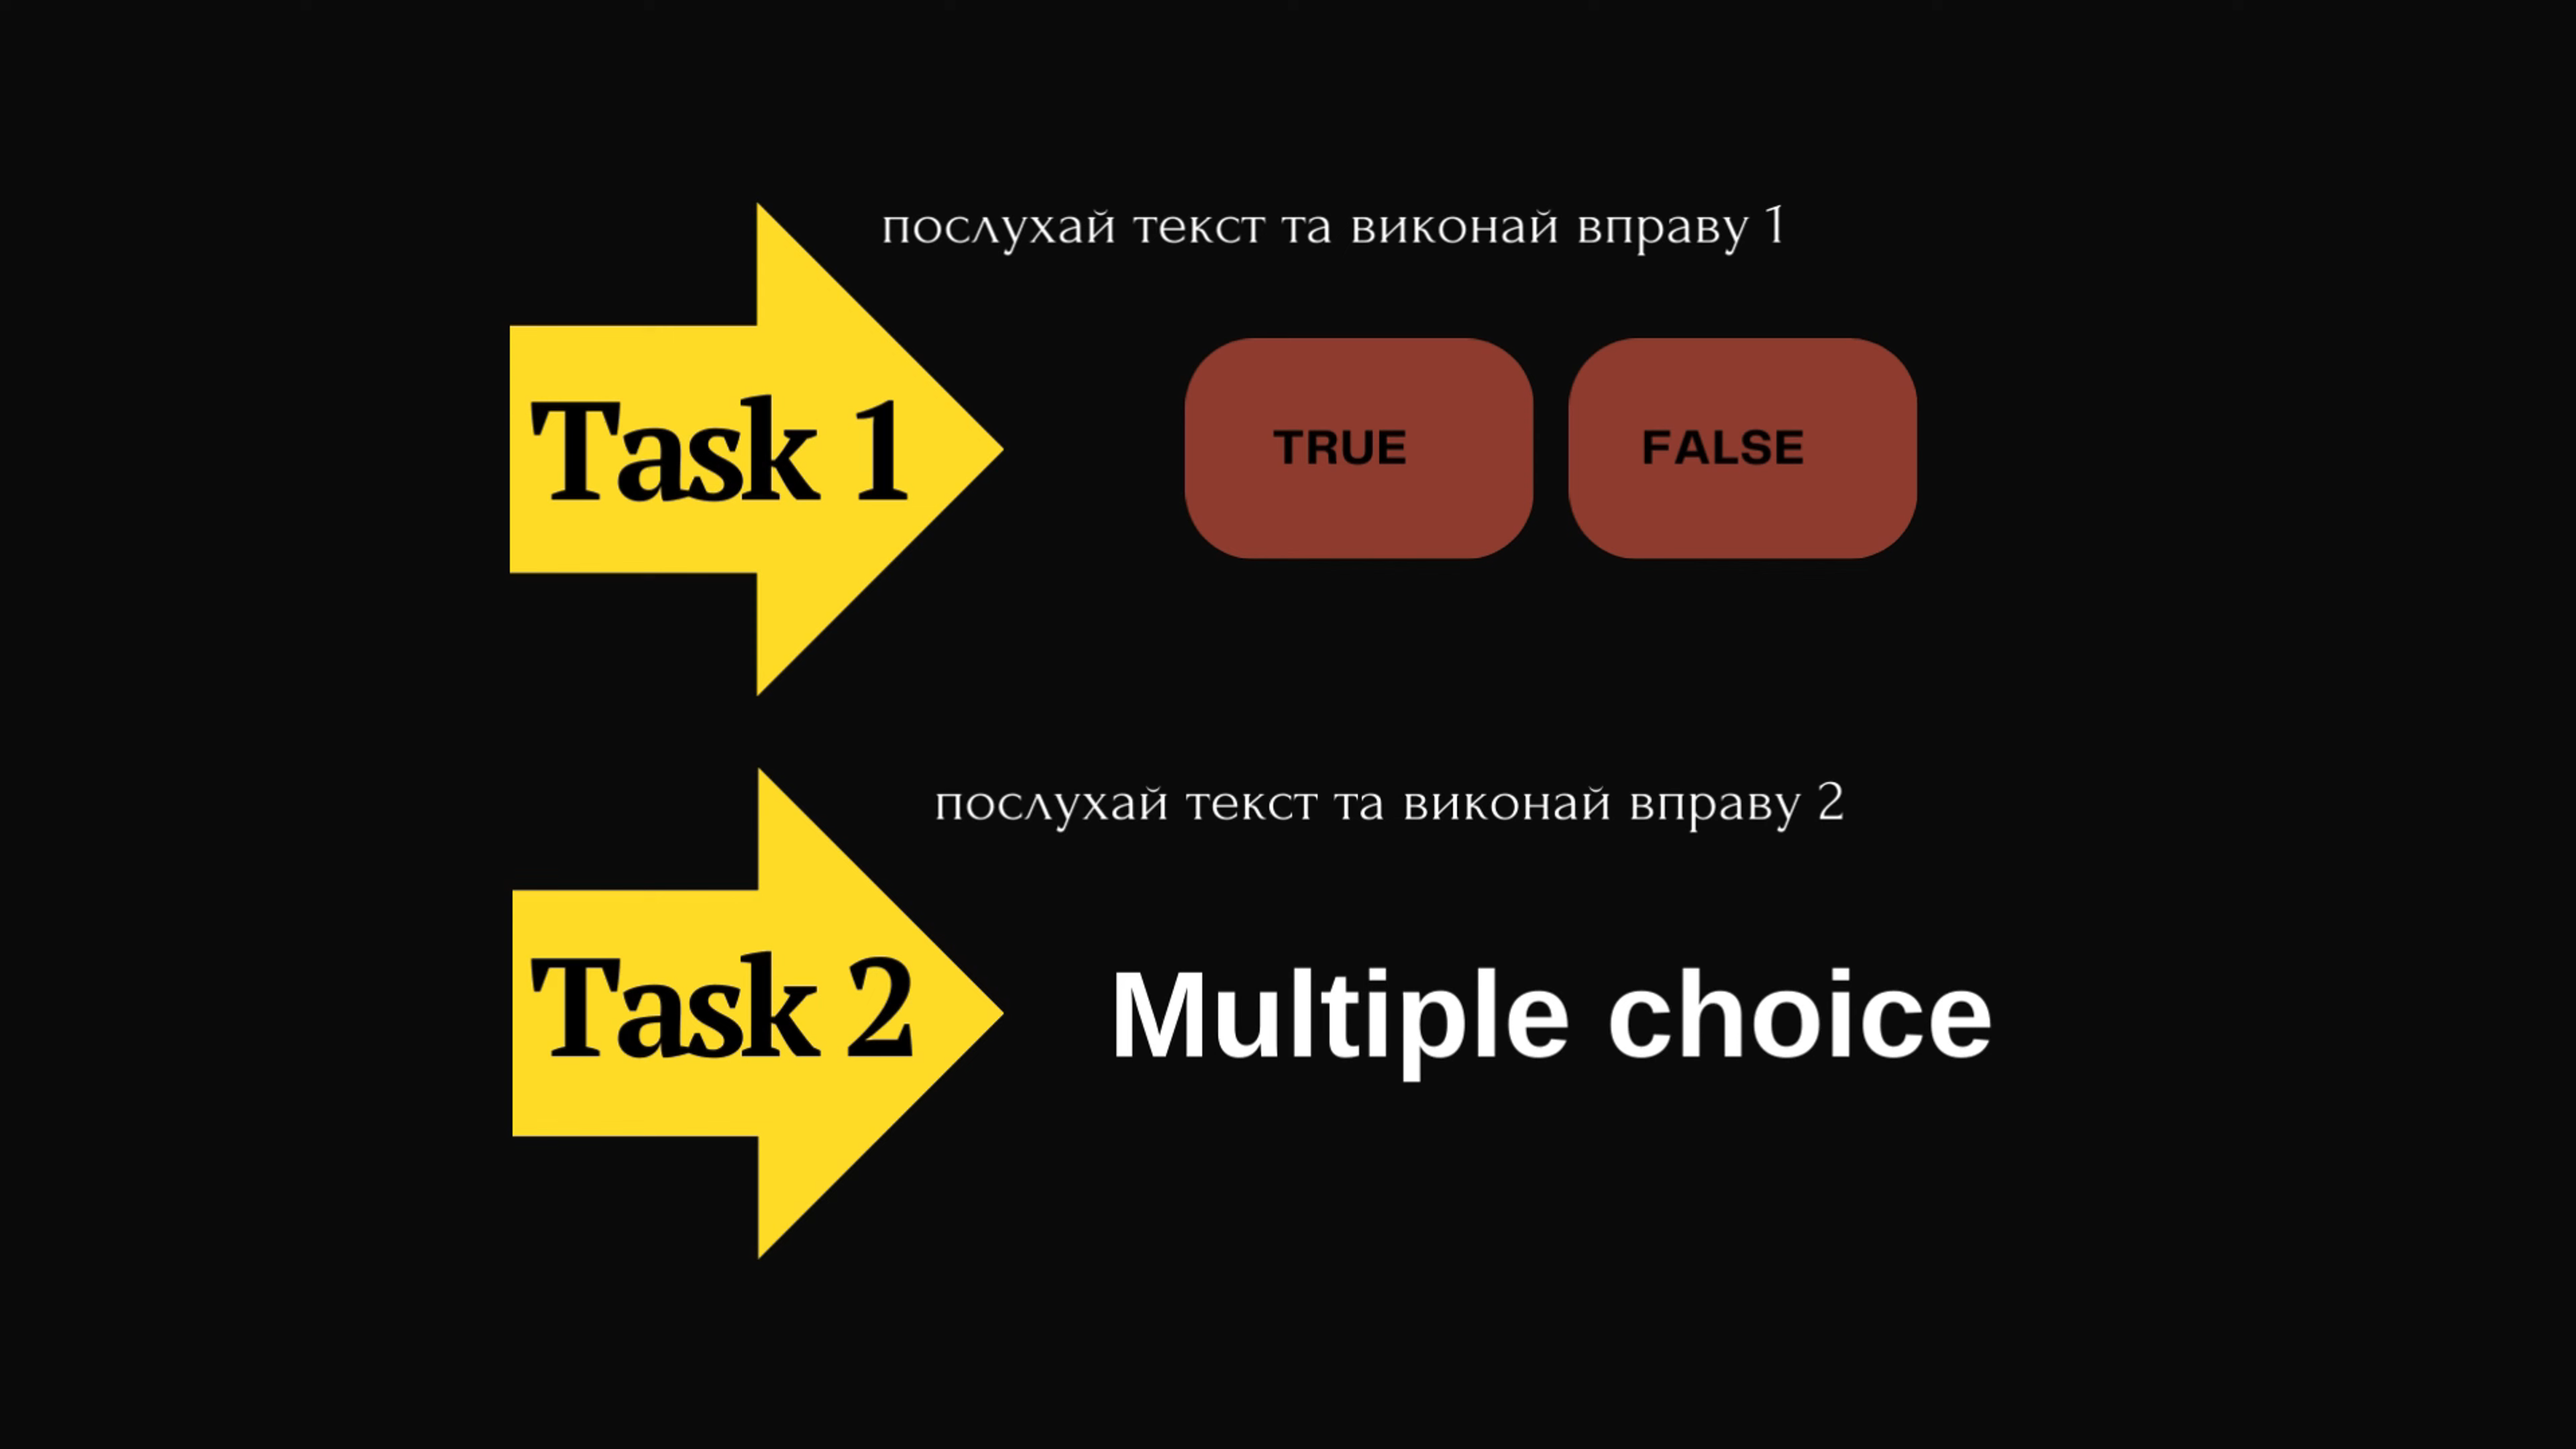 послухай текст та виконай вправу 1
Task 1
TRUE
FALSE
послухай текст та виконай вправу 2
Task 2
Multiple choice